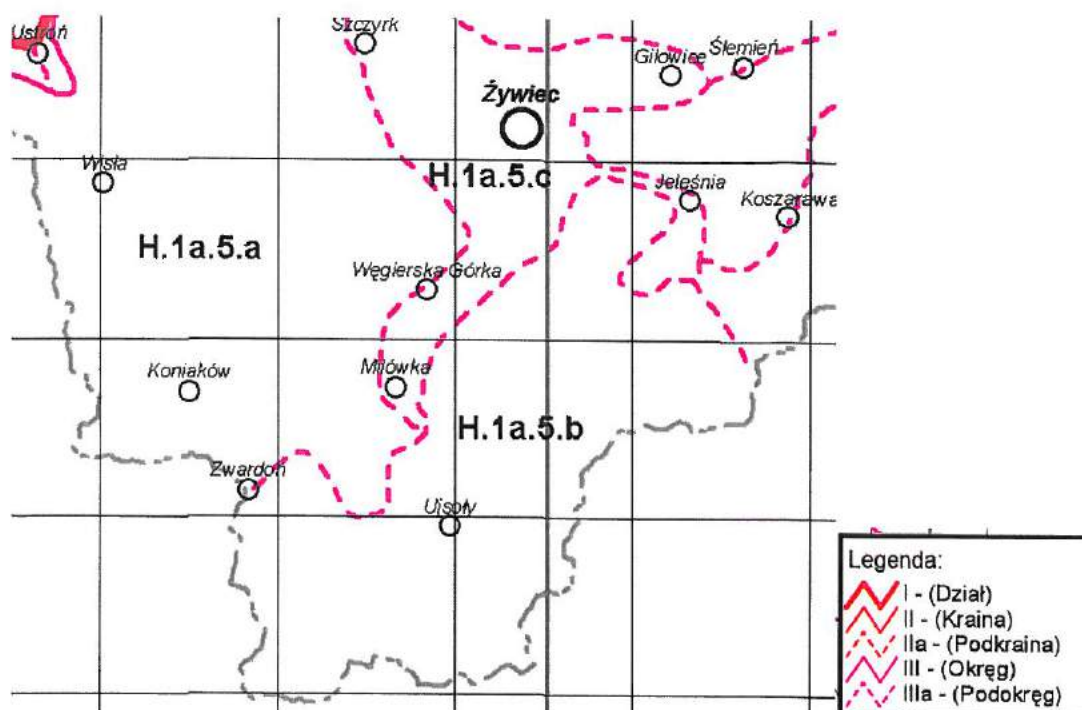 Ustroń
Szczyrk
Gilowice
Ślemień
Żywiec
Wisła
H.1a.5.c
Jeleśnia
Koszarawa
H.1a.5.a
Węgierska Górka
Koniaków
Milówka
H.1a.5.b
Zwardoń
Ujsoły
Legenda:
I - (Dział)
II - (Kraina)
IIa - (Podkraina)
III - (Okręg)
IIIa - (Podokręg)